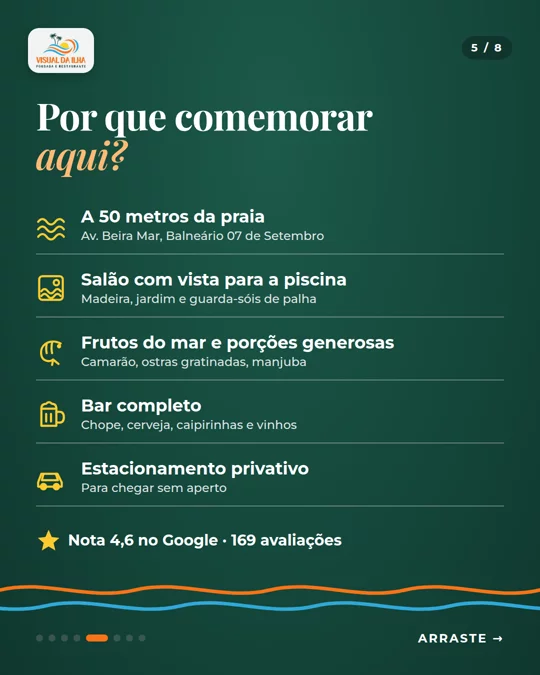 VISUAL DA ILHA
POUSADA E RESTAURANTE
5 / 8
Por que comemorar
aqui?
A 50 metros da praia
Av. Beira Mar, Balneário 07 de Setembro
Salão com vista para a piscina
Madeira, jardim e guarda-sóis de palha
Frutos do mar e porções generosas
Camarão, ostras gratinadas, manjuba
Bar completo
Chope, cerveja, caipirinhas e vinhos
Estacionamento privativo
Para chegar sem aperto
Nota 4,6 no Google · 169 avaliações
ARRASTE →